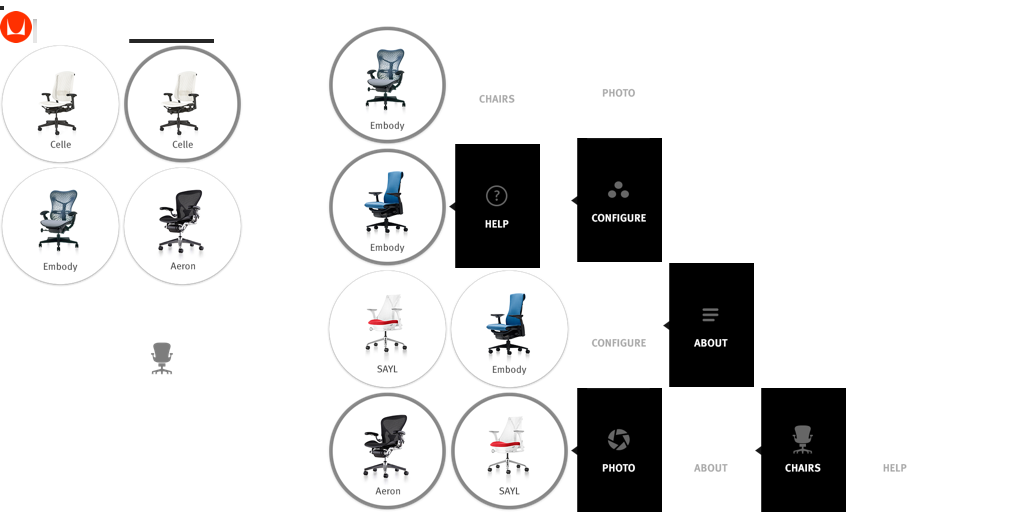 Embody
CHAIRS
PHOTO
Celle
Celle
Embody
HELP
CONFIGURE
Embody
Aeron
SAYL
Embody
CONFIGURE
ABOUT
Aeron
SAYL
PHOTO
ABOUT
CHAIRS
HELP